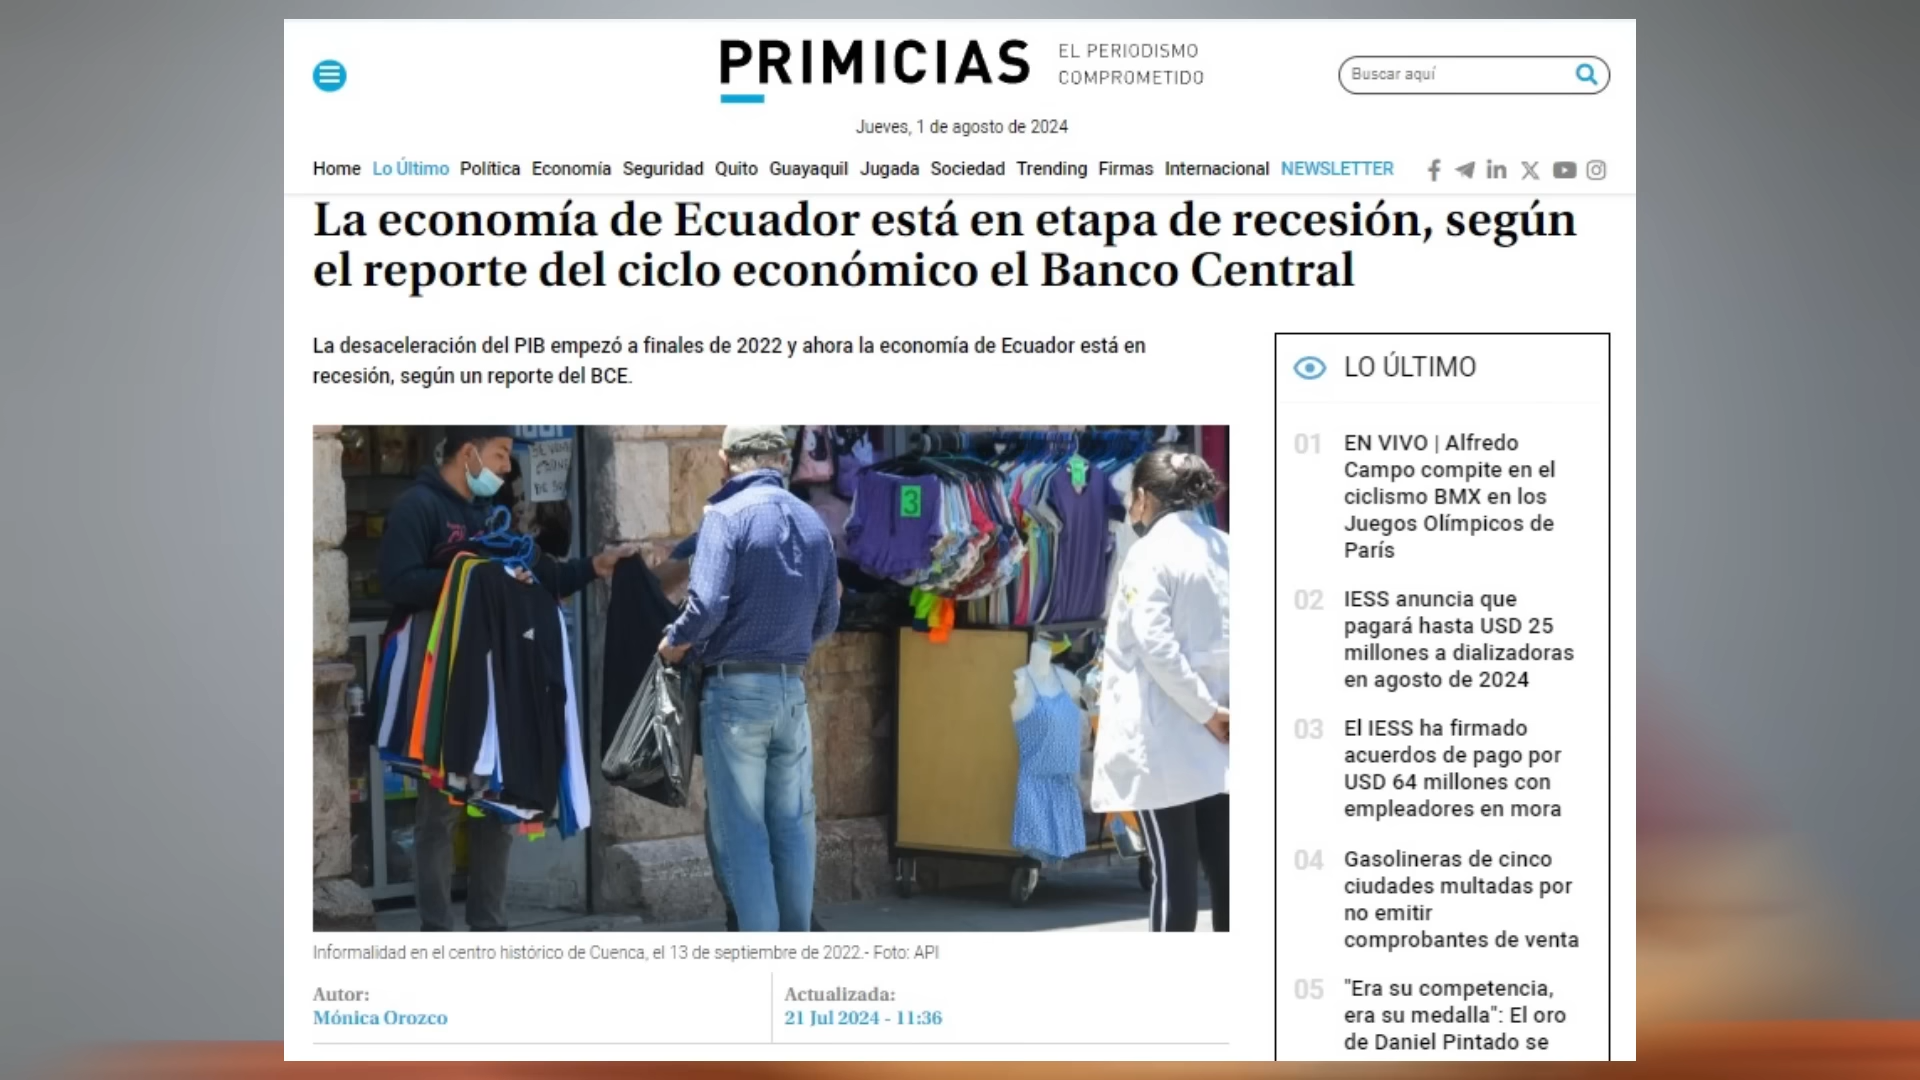 PRIMICIAS
EL PERIODISMO
COMPROMETIDO
Buscar aquí
Jueves, 1 de agosto de 2024
Home Lo Último Política Economía Seguridad Quito Guayaquil Jugada Sociedad Trending Firmas Internacional NEWSLETTER
La economía de Ecuador está en etapa de recesión, según
el reporte del ciclo económico el Banco Central
La desaceleración del PIB empezó a finales de 2022 y ahora la economía de Ecuador está en
recesión, según un reporte del BCE.
3
Informalidad en el centro histórico de Cuenca, el 13 de septiembre de 2022.- Foto: API
Autor:
Mónica Orozco
Actualizada:
21 Jul 2024 - 11:36
LO ÚLTIMO
01 EN VIVO | Alfredo
Campo compite en el
ciclismo BMX en los
Juegos Olímpicos de
París
02 IESS anuncia que
pagará hasta USD 25
millones a dializadoras
en agosto de 2024
03 El IESS ha firmado
acuerdos de pago por
USD 64 millones con
empleadores en mora
04 Gasolineras de cinco
ciudades multadas por
no emitir
comprobantes de venta
05 "Era su competencia,
era su medalla": El oro
de Daniel Pintado se